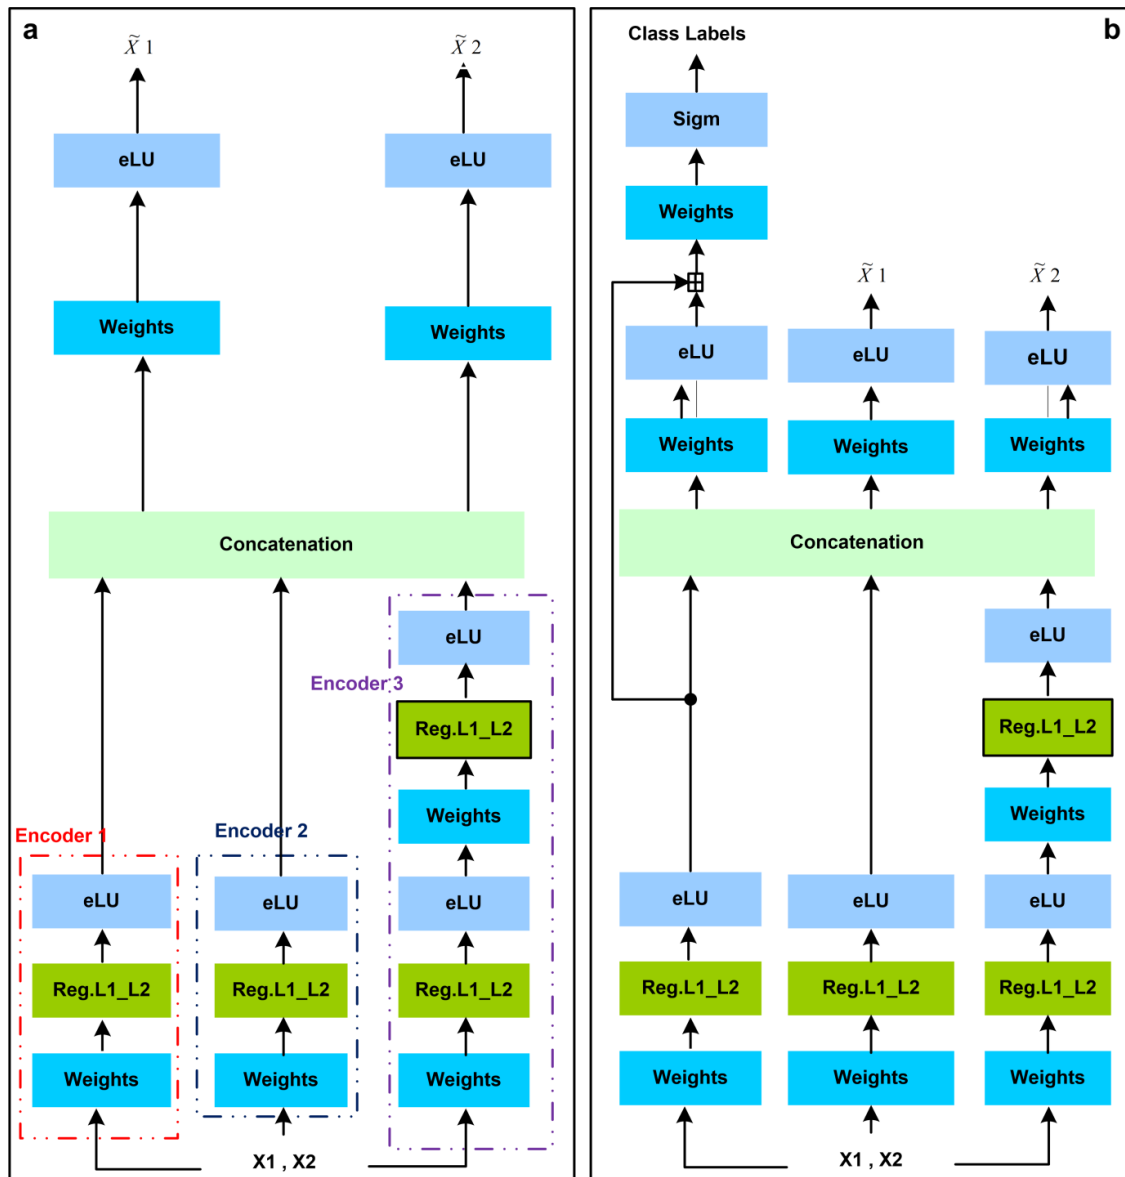 a
X̃ 1
X̃ 2
eLU
eLU
Weights
Weights
Concatenation
eLU
Encoder 3
Reg.L1_L2
Weights
Encoder 1
Encoder 2
eLU
eLU
eLU
Reg.L1_L2
Reg.L1_L2
Reg.L1_L2
Weights
Weights
Weights
X1 , X2
b
Class Labels
Sigm
Weights
X̃ 1
X̃ 2
eLU
eLU
eLU
Weights
Weights
Weights
Concatenation
eLU
Reg.L1_L2
Weights
eLU
eLU
eLU
Reg.L1_L2
Reg.L1_L2
Reg.L1_L2
Weights
Weights
Weights
X1 , X2